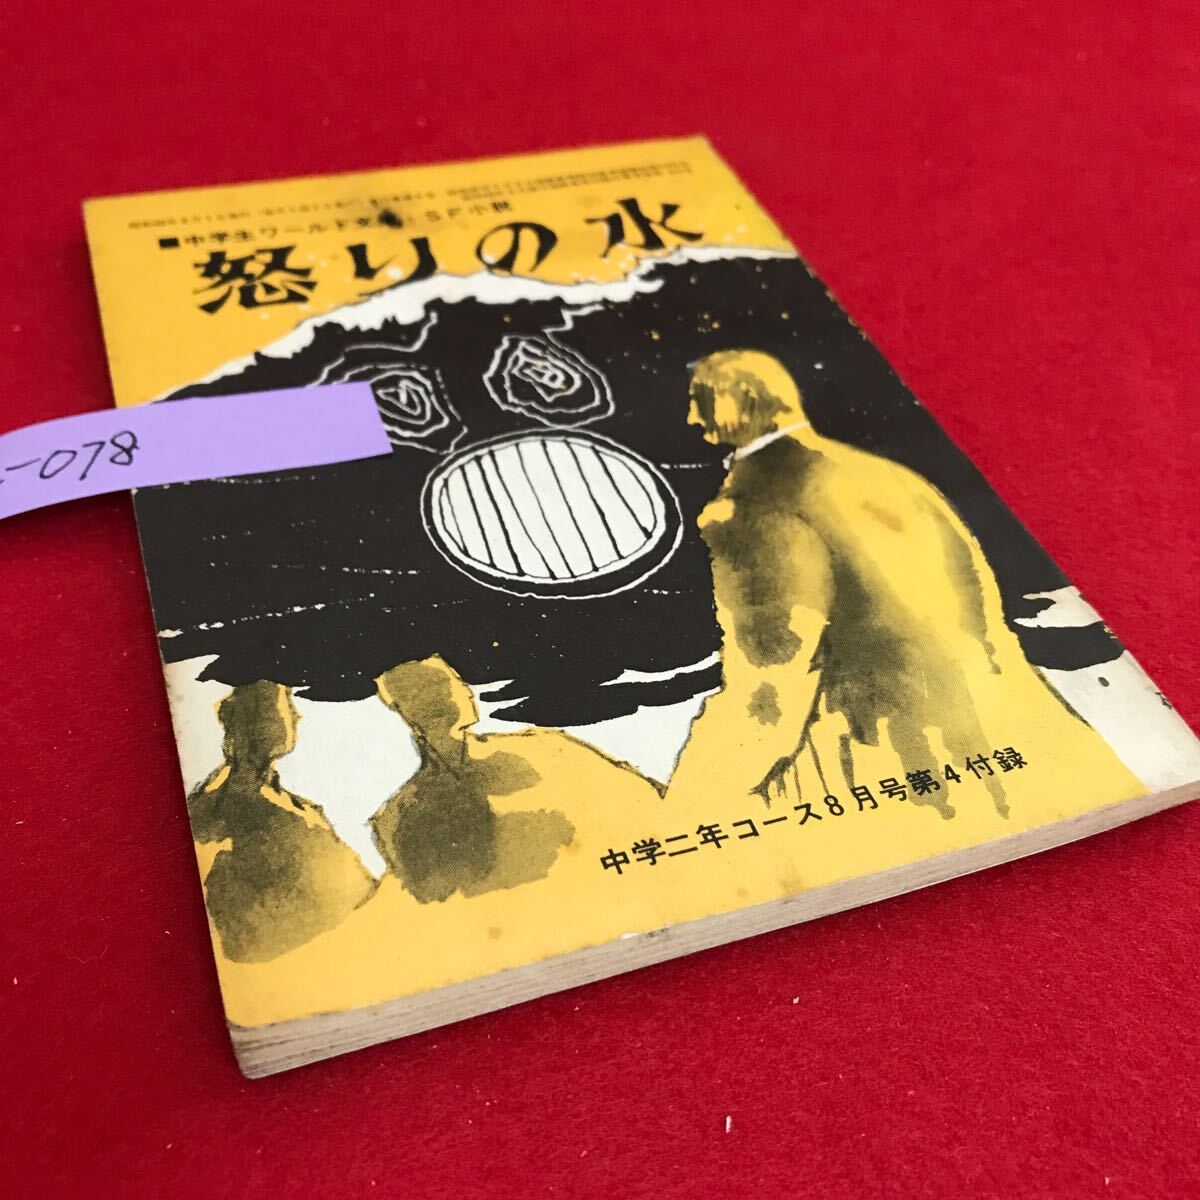 ■中学生ワールド文庫 SF小説
怒りの水
-078
中学二年コース8月号第4付録